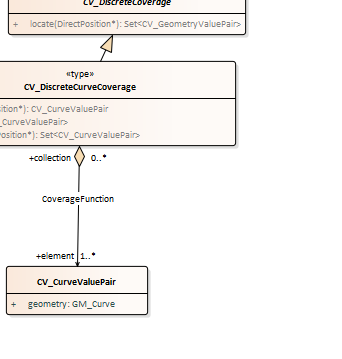 CV_DiscreteCoverage
+ locate(DirectPosition*): Set<CV_GeometryValuePair>
«type»
CV_DiscreteCurveCoverage
sition*): CV_CurveValuePair
_CurveValuePair>
osition*): Set<CV_CurveValuePair>
+collection 0..*
CoverageFunction
+element 1..*
CV_CurveValuePair
+ geometry: GM_Curve